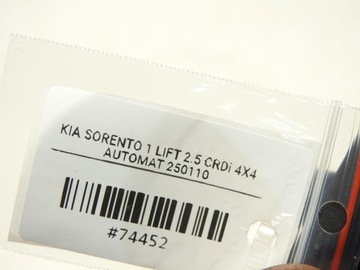 KIA SORENTO 1 LIFT 2.5 CRDi 4X4
AUTOMAT 250110
#74452